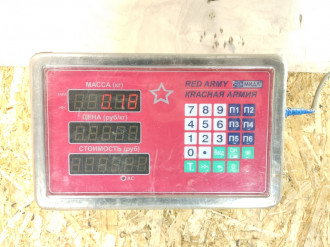 МАССА (кг)
0.18
ЦЕНА (руб/кг)
СТОИМОСТЬ (руб)
AC
RED ARMY
КРАСНАЯ АРМИЯ
7 8 9 П1 П2
4 5 6 П3 П4
1 2 3 П5 П6
0
T